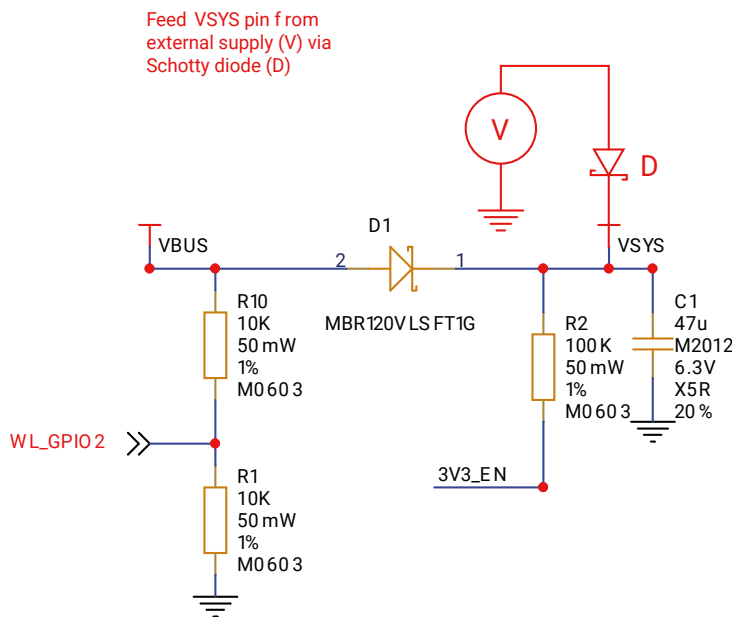 Feed VSYS pin from
external supply (V) via
Schotty diode (D)
V
D
D1
VBUS
VSYS
2
1
MBR120VLSFT1G
R10
10K
50mW
1%
M0603
R2
100K
50mW
1%
M0603
C1
47u
M2012
6.3V
X5R
20%
WL_GPIO2
3V3_EN
R1
10K
50mW
1%
M0603